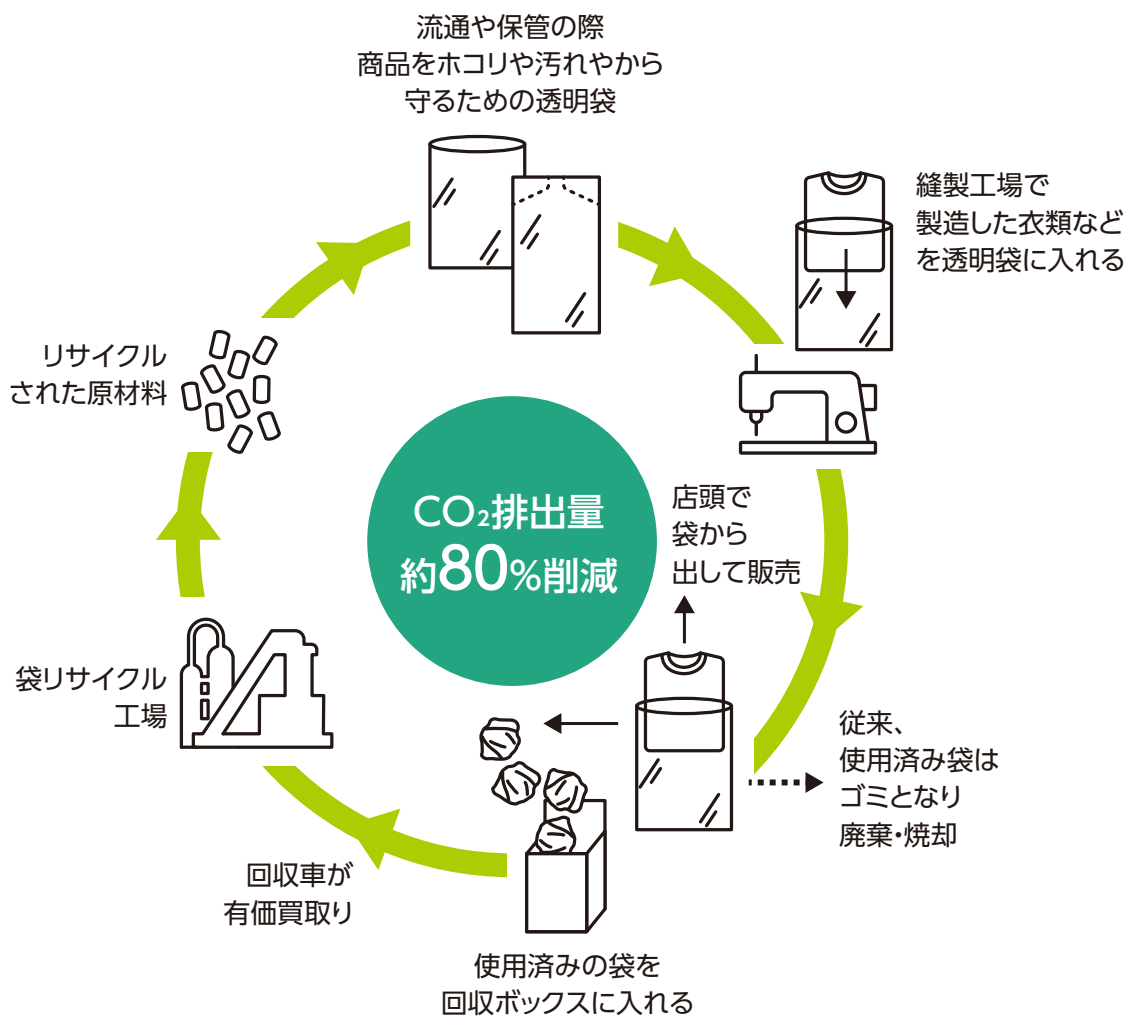 流通や保管の際
商品をホコリや汚れやから
守るための透明袋
縫製工場で
製造した衣類など
を透明袋に入れる
店頭で
袋から
出して販売
従来、
使用済み袋は
ゴミとなり
廃棄・焼却
使用済みの袋を
回収ボックスに入れる
回収車が
有価買取り
袋リサイクル
工場
リサイクル
された原材料
CO₂排出量
約80%削減